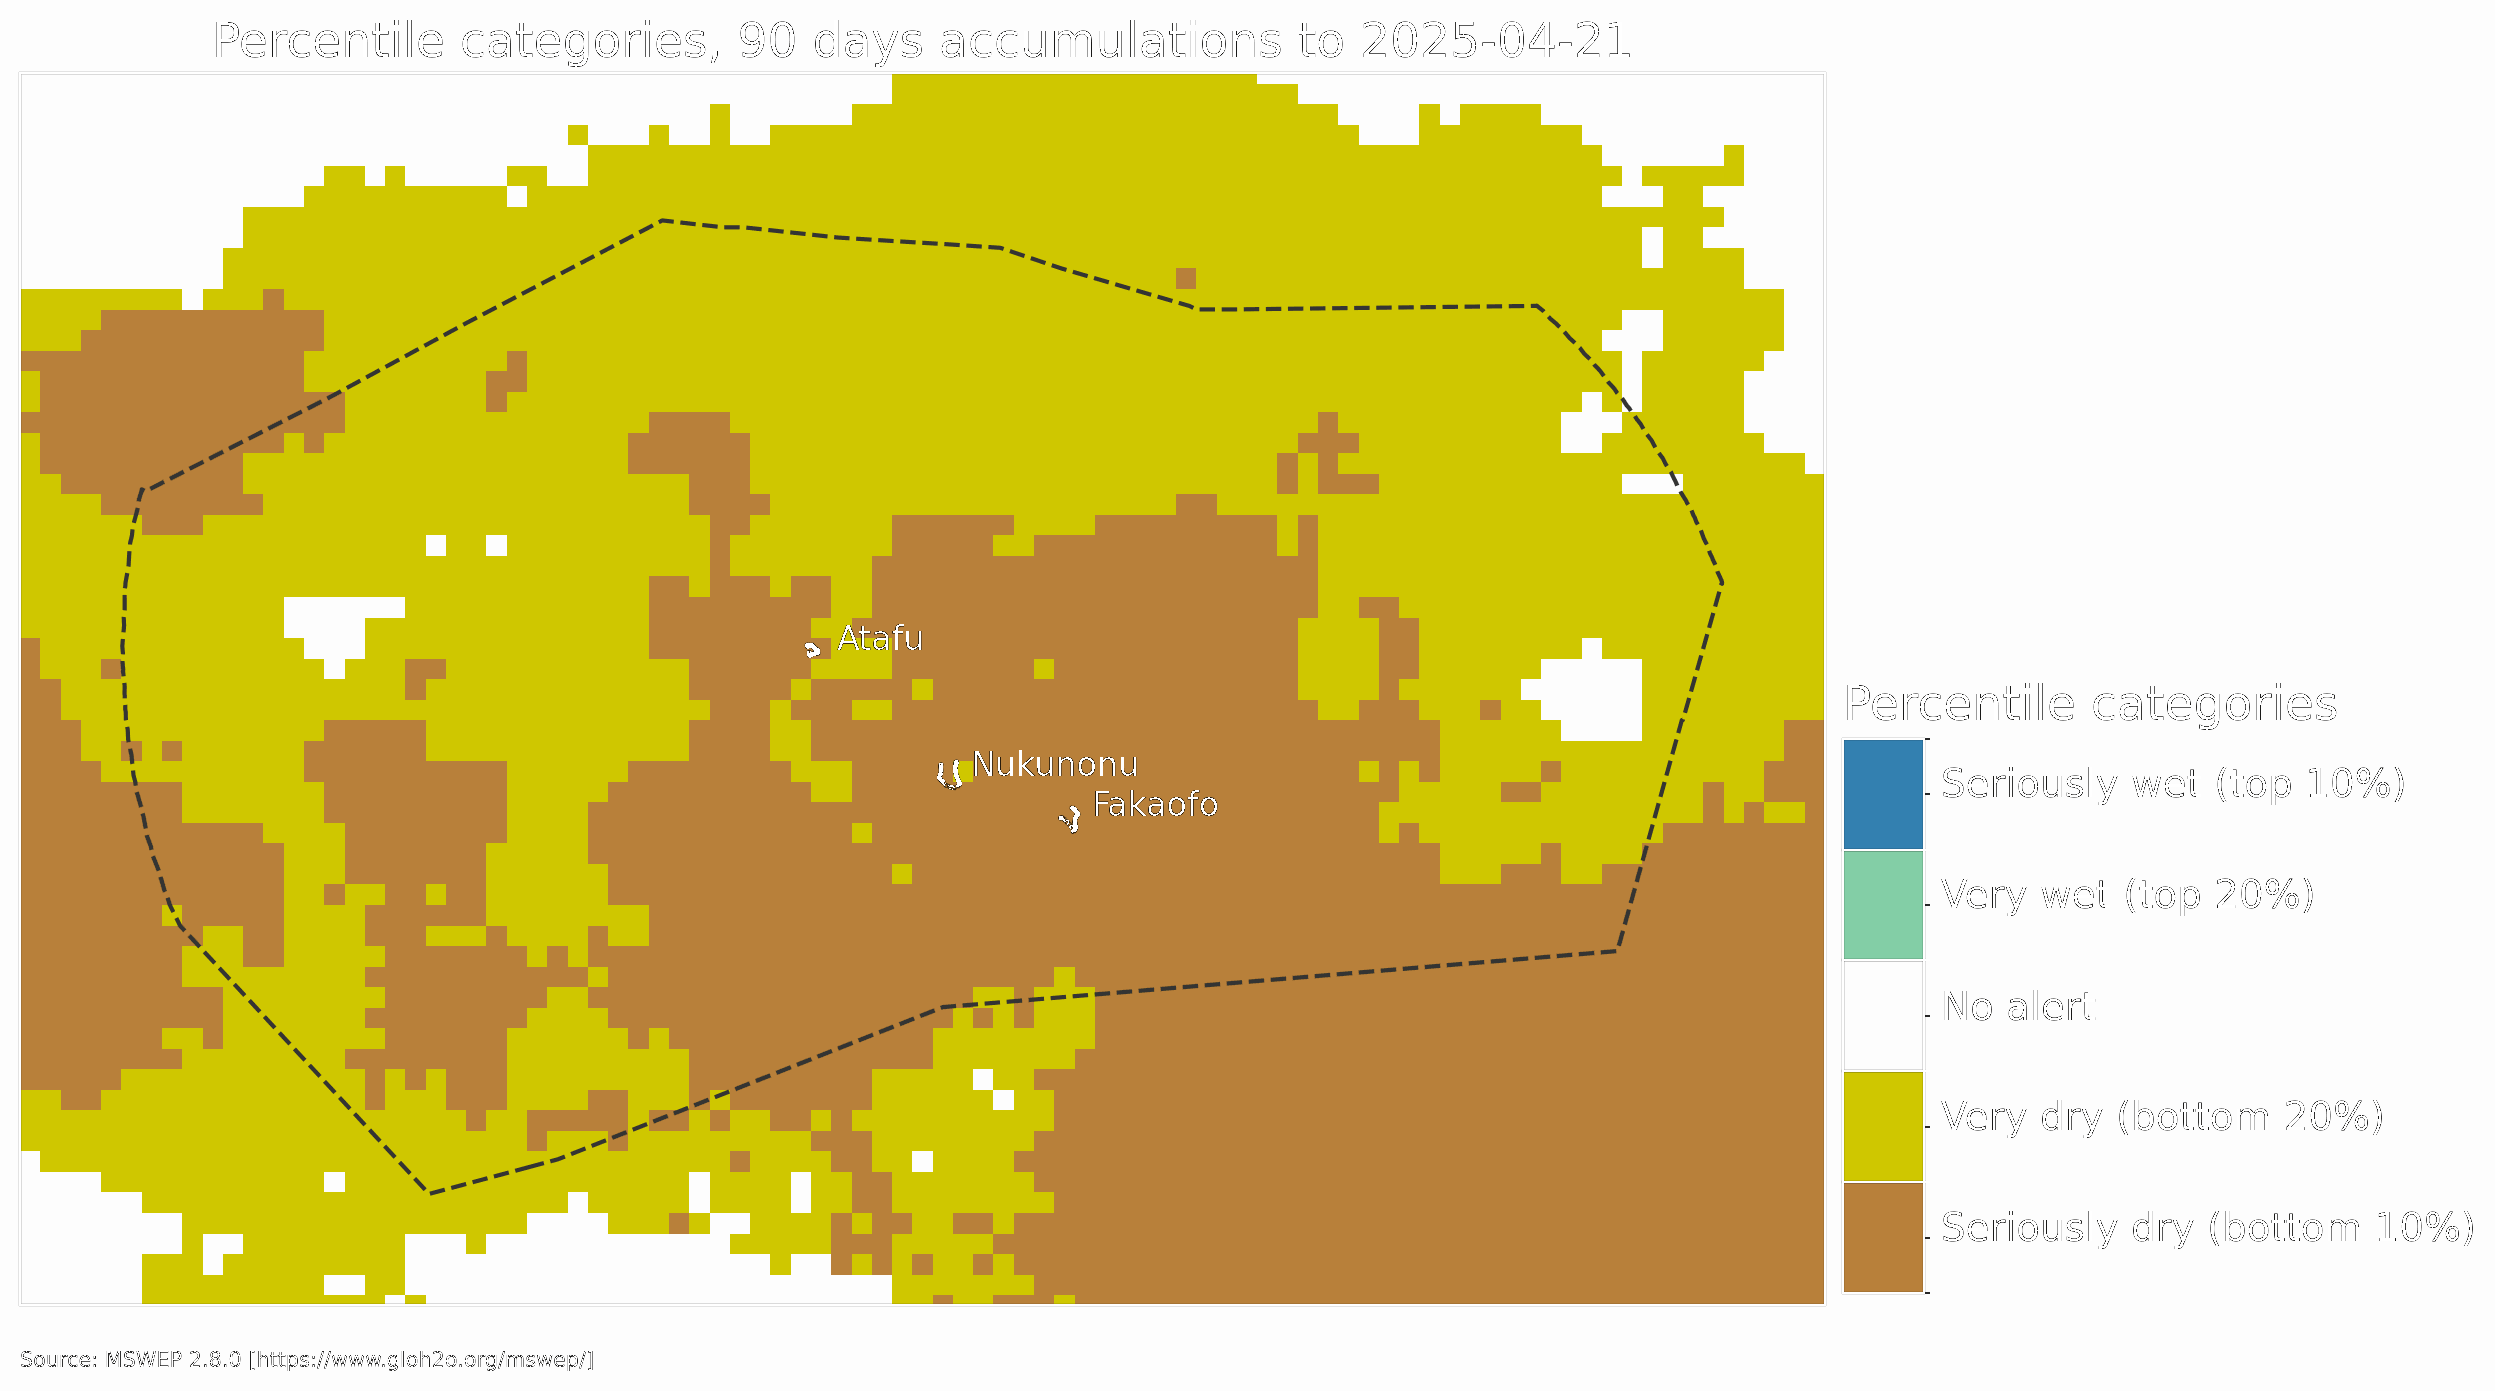 Percentile categories, 90 days accumulations to 2025-04-21
Atafu
Nukunonu
Fakaofo
Percentile categories
Seriously wet (top 10%)
Very wet (top 20%)
No alert
Very dry (bottom 20%)
Seriously dry (bottom 10%)
Source: MSWEP 2.8.0 [https://www.gloh2o.org/mswep/]